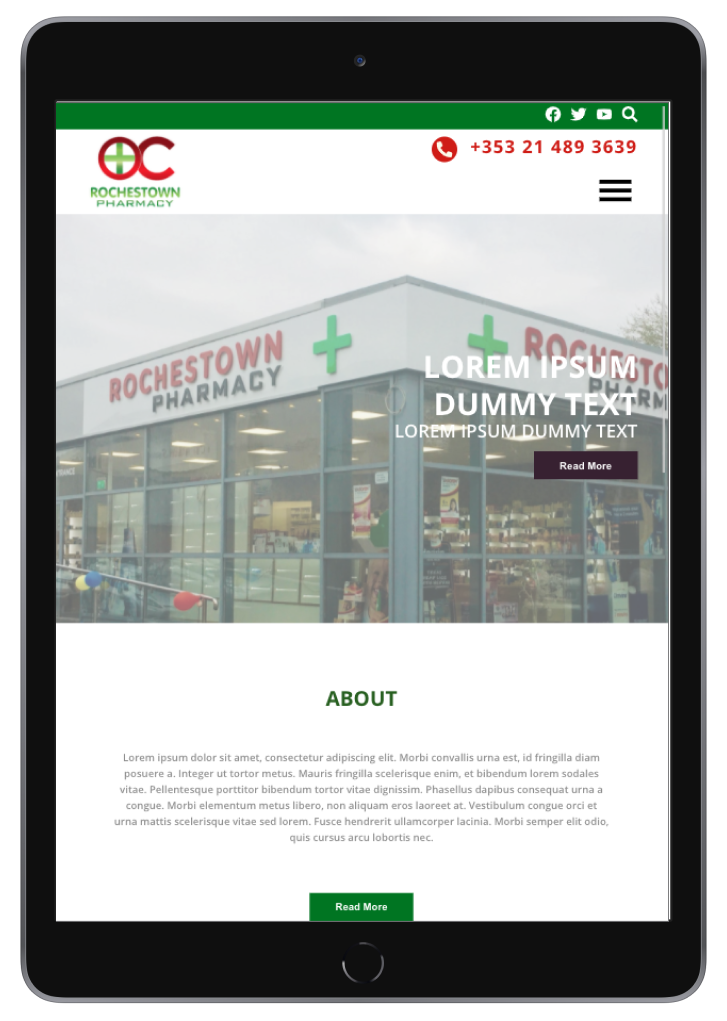 +353 21 489 3639
OC
ROCHESTOWN
PHARMACY
ROCHESTOWN
PHARMACY
ROCHESTO
PHARM
LOREM IPSUM
DUMMY TEXT
LOREM IPSUM DUMMY TEXT
Read More
ABOUT
Lorem ipsum dolor sit amet, consectetur adipiscing elit. Morbi convallis urna est, id fringilla diam
posuere a. Integer ut tortor metus. Mauris fringilla scelerisque enim, et bibendum lorem sodales
vitae. Pellentesque porttitor bibendum tortor vitae dignissim. Phasellus dapibus consequat urna a
congue. Morbi elementum metus libero, non aliquam eros laoreet at. Vestibulum congue orci et
urna mattis scelerisque vitae sed lorem. Fusce hendrerit ullamcorper lacinia. Morbi semper elit odio,
quis cursus arcu lobortis nec.
Read More